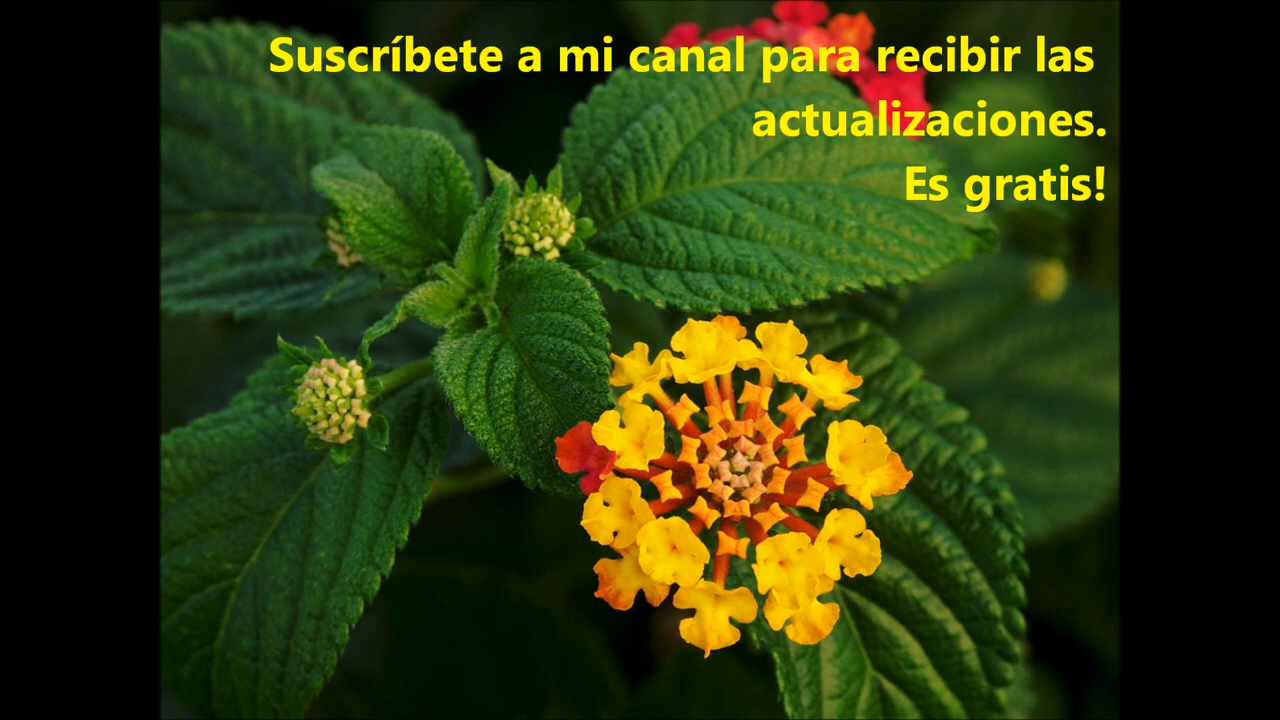 Suscríbete a mi canal para recibir las
actualizaciones.
Es gratis!